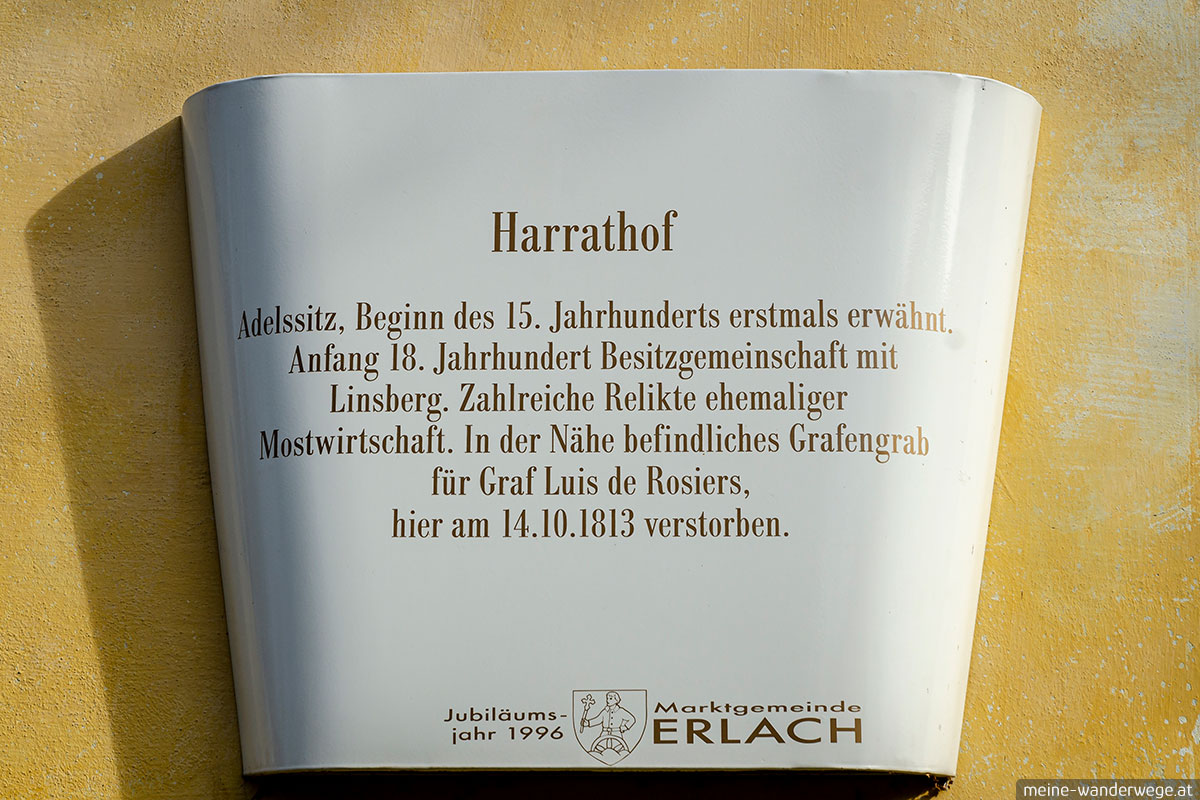 Harrathof
Adelssitz, Beginn des 15. Jahrhunderts erstmals erwähnt.
Anfang 18. Jahrhundert Besitzgemeinschaft mit
Linsberg. Zahlreiche Relikte ehemaliger
Mostwirtschaft. In der Nähe befindliches Grafengrab
für Graf Luis de Rosiers,
hier am 14.10.1813 verstorben.
Jubiläums-
jahr 1996
Marktgemeinde
ERLACH
meine-wanderwege.at